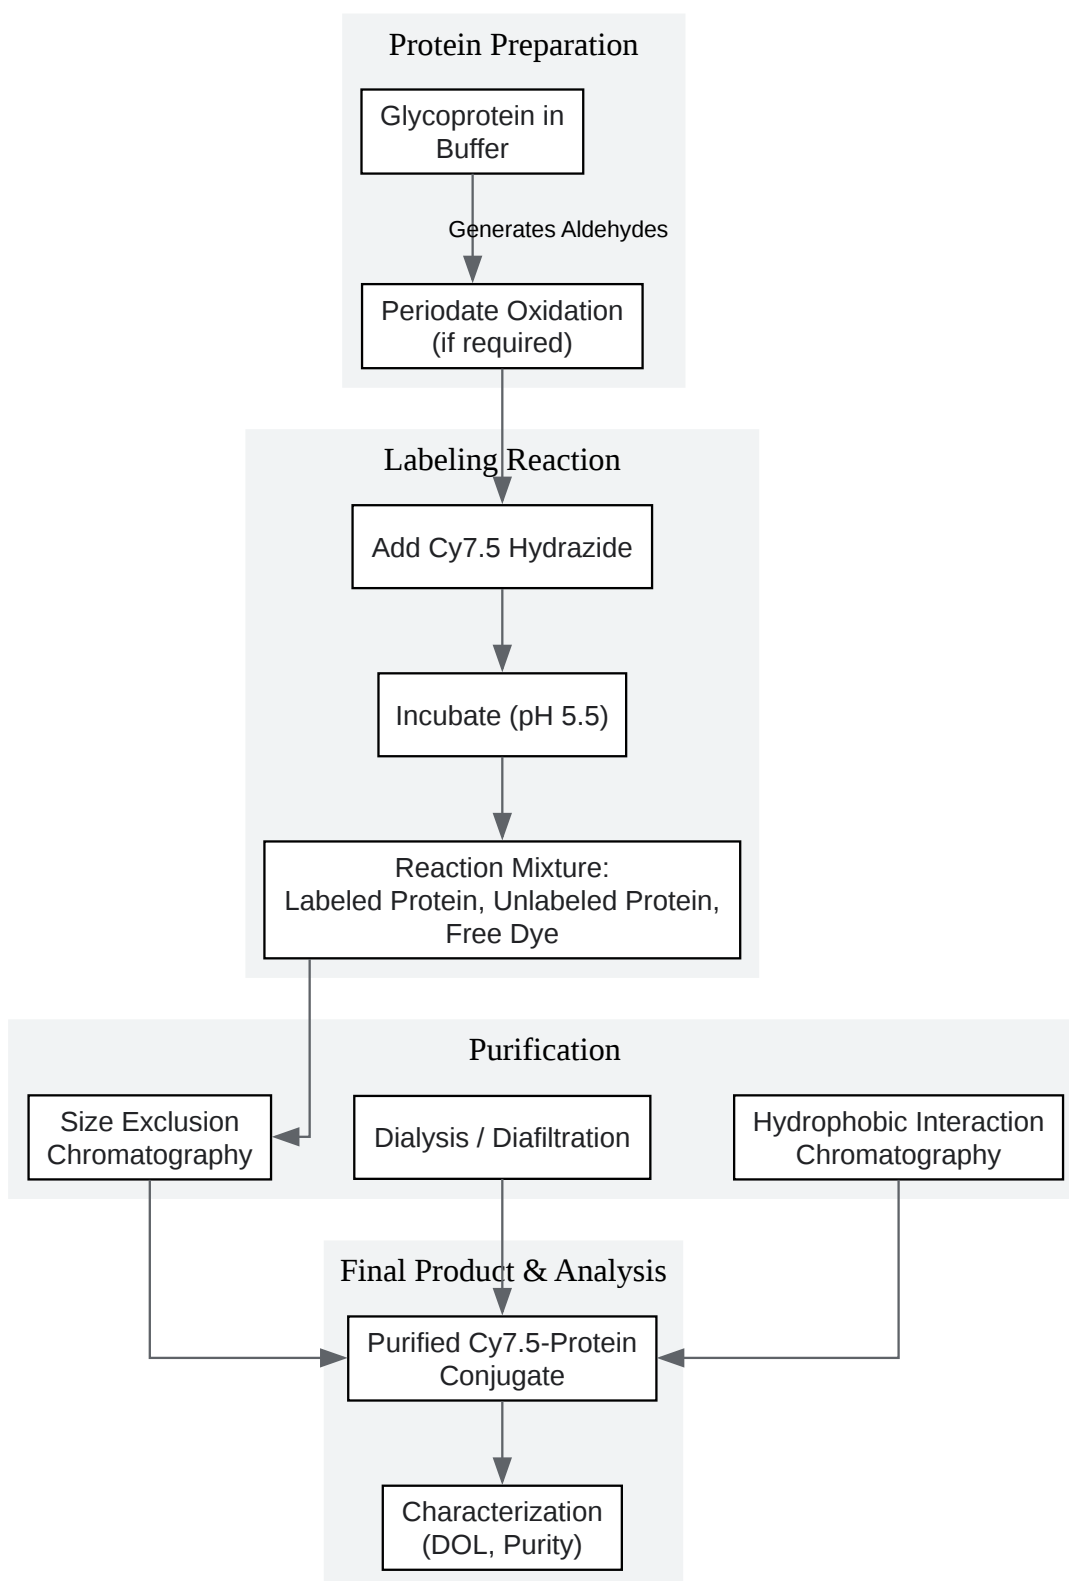 Protein Preparation
Glycoprotein in
Buffer
Generates Aldehydes
Periodate Oxidation
(if required)
Labeling Reaction
Add Cy7.5 Hydrazide
Incubate (pH 5.5)
Reaction Mixture:
Labeled Protein, Unlabeled Protein,
Free Dye
Purification
Size Exclusion
Chromatography
Dialysis / Diafiltration
Hydrophobic Interaction
Chromatography
Final Product & Analysis
Purified Cy7.5-Protein
Conjugate
Characterization
(DOL, Purity)